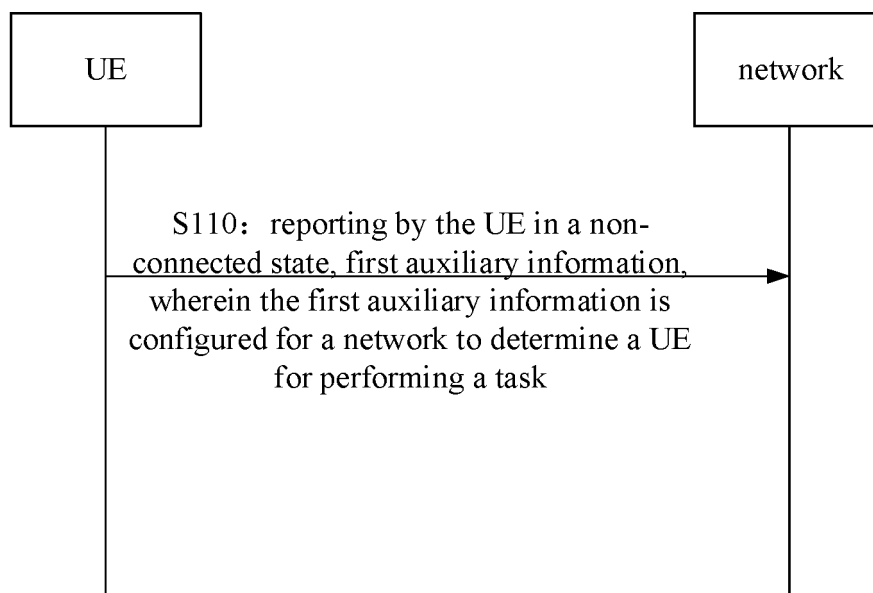 UE
network
S110：reporting by the UE in a non-
connected state, first auxiliary information,
wherein the first auxiliary information is
configured for a network to determine a UE
for performing a task